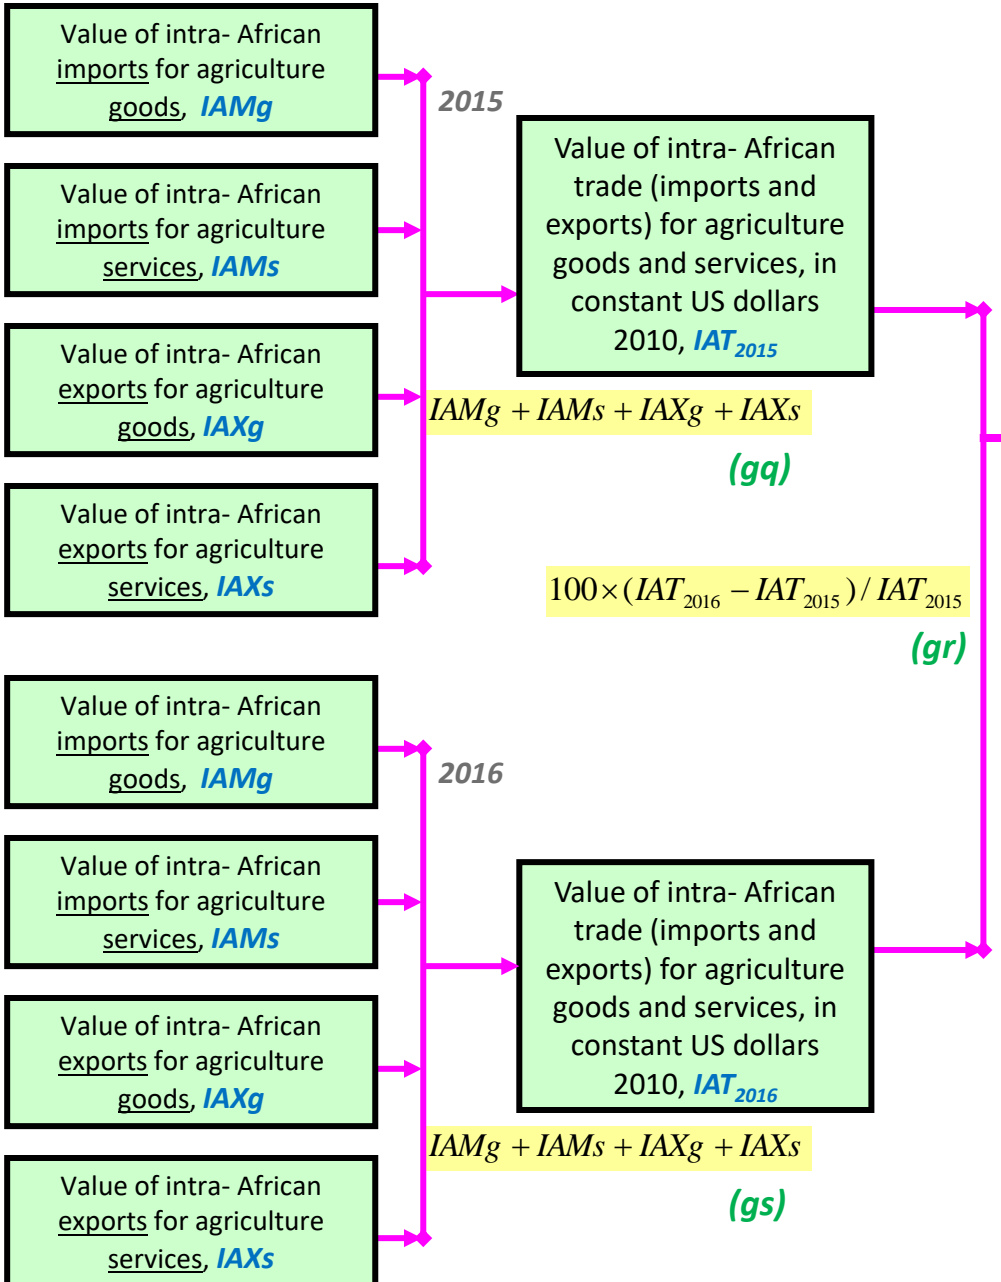 Value of intra- African
imports for agriculture
goods, IAMg
2015
Value of intra- African
imports for agriculture
services, IAMs
Value of intra- African
trade (imports and
exports) for agriculture
goods and services, in
constant US dollars
2010, IAT2015
Value of intra- African
exports for agriculture
goods, IAXg
IAMg + IAMs + IAXg + IAXs
(gq)
Value of intra- African
exports for agriculture
services, IAXs
100×(IAT2016 − IAT2015)/IAT2015
(gr)
Value of intra- African
imports for agriculture
goods, IAMg
2016
Value of intra- African
imports for agriculture
services, IAMs
Value of intra- African
trade (imports and
exports) for agriculture
goods and services, in
constant US dollars
2010, IAT2016
Value of intra- African
exports for agriculture
goods, IAXg
IAMg + IAMs + IAXg + IAXs
(gs)
Value of intra- African
exports for agriculture
services, IAXs